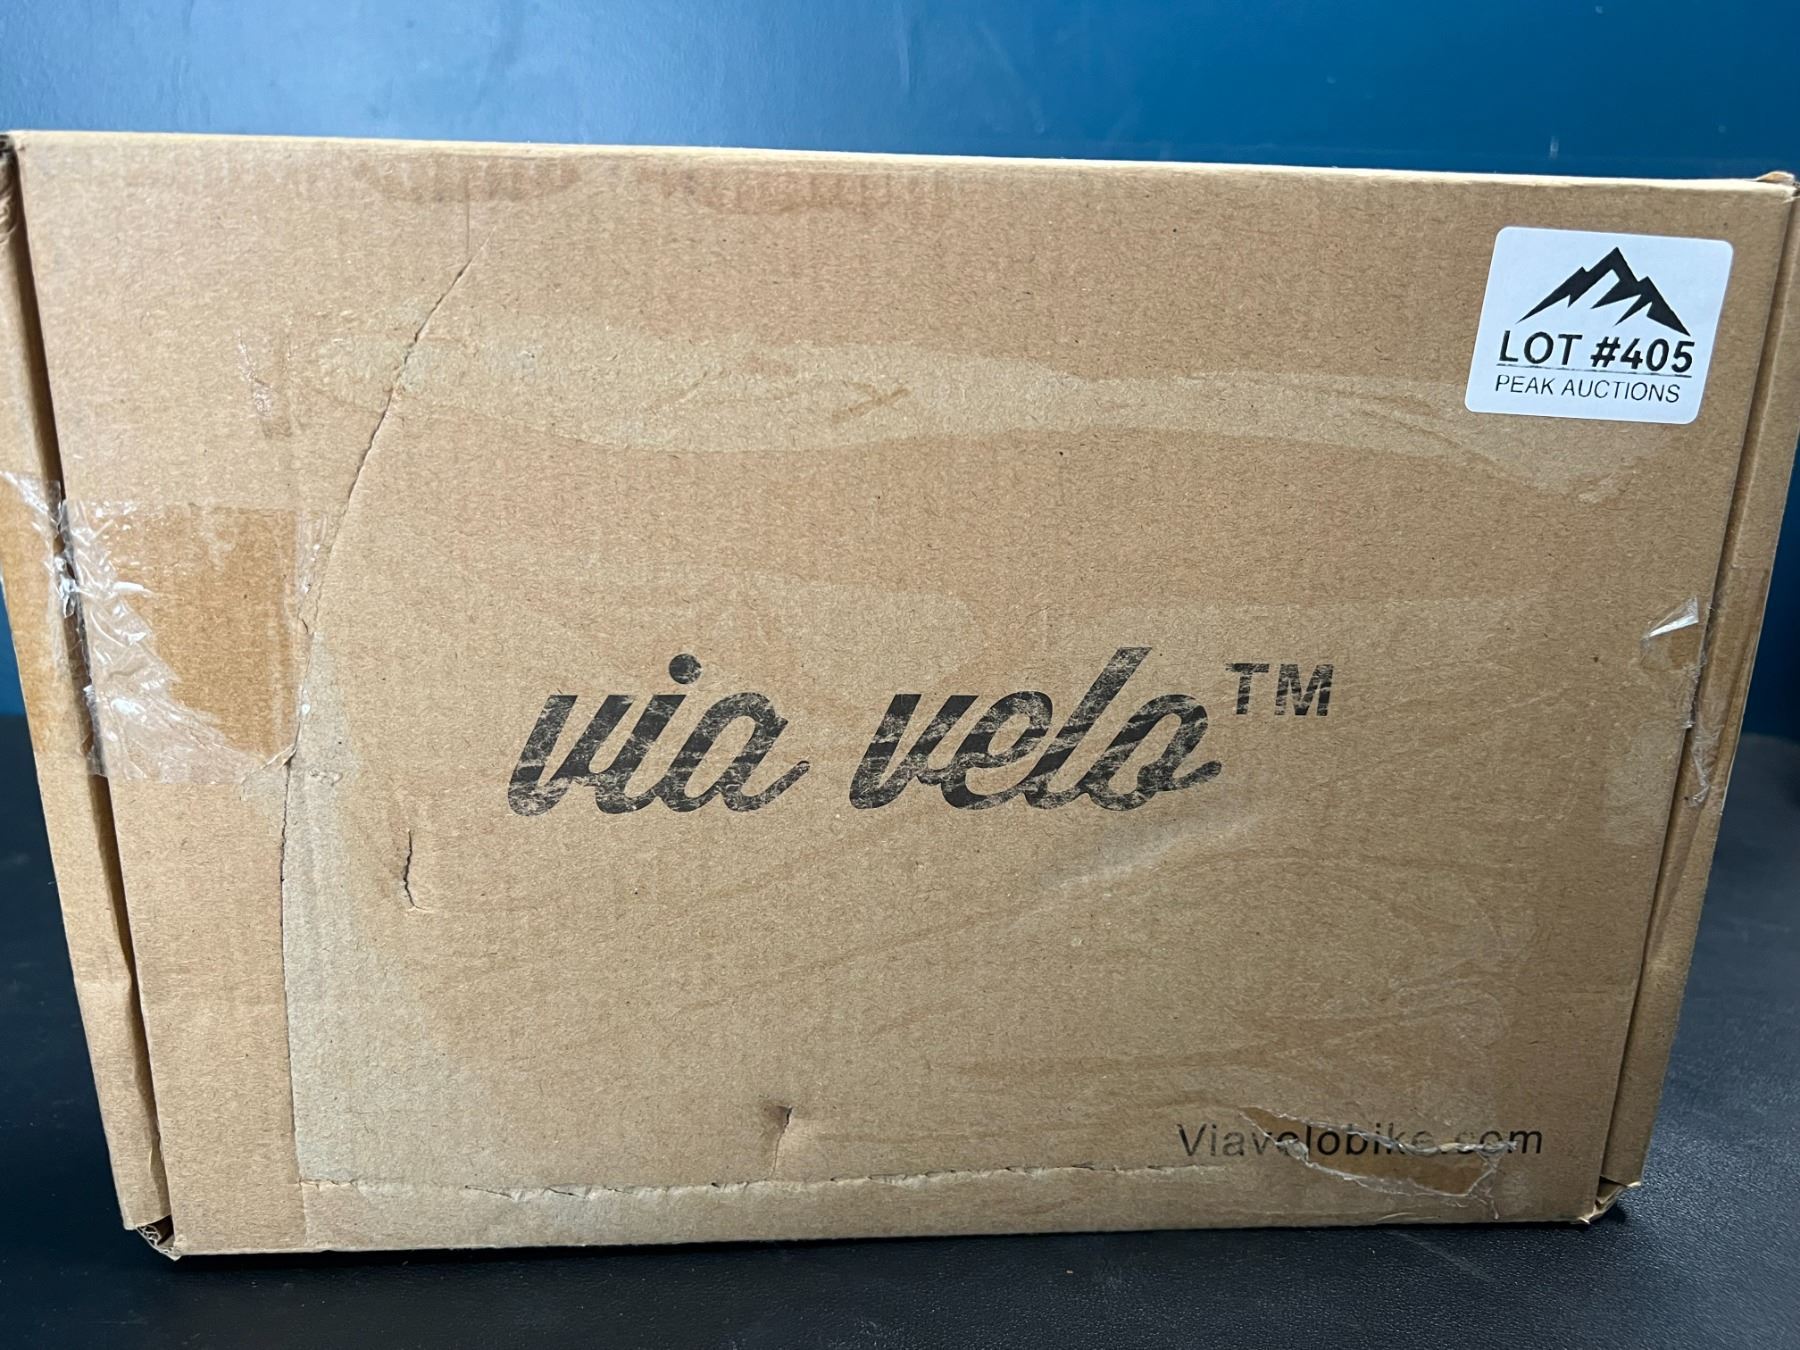 LOT #405
PEAK AUCTIONS
via velo™
Viavelobike.com